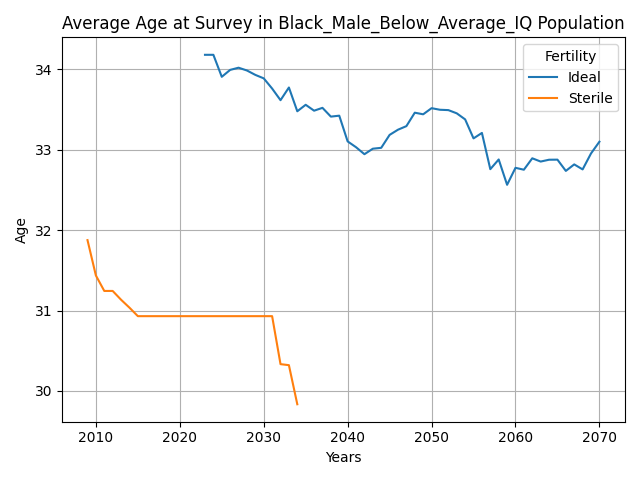 Average Age at Survey in Black_Male_Below_Average_IQ Population
Fertility
Ideal
Sterile
34
33
32
31
30
Age
2010 2020 2030 2040 2050 2060 2070
Years